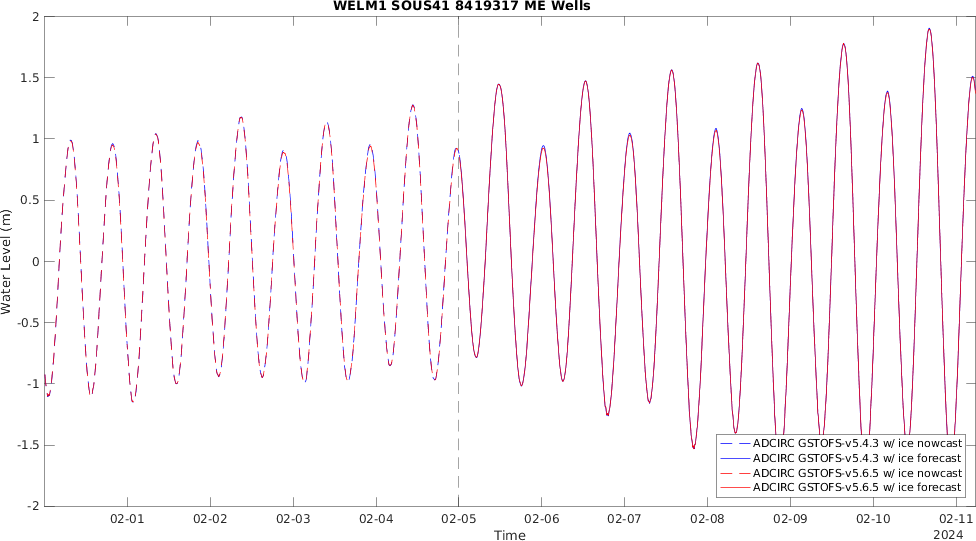 WELM1 SOUS41 8419317 ME Wells
2
1.5
1
0.5
0
-0.5
-1
-1.5
-2
Water Level (m)
ADCIRC GSTOFS-v5.4.3 w/ ice nowcast
ADCIRC GSTOFS-v5.4.3 w/ ice forecast
ADCIRC GSTOFS-v5.6.5 w/ ice nowcast
ADCIRC GSTOFS-v5.6.5 w/ ice forecast
02-01 02-02 02-03 02-04 02-05 02-06 02-07 02-08 02-09 02-10 02-11
Time
2024